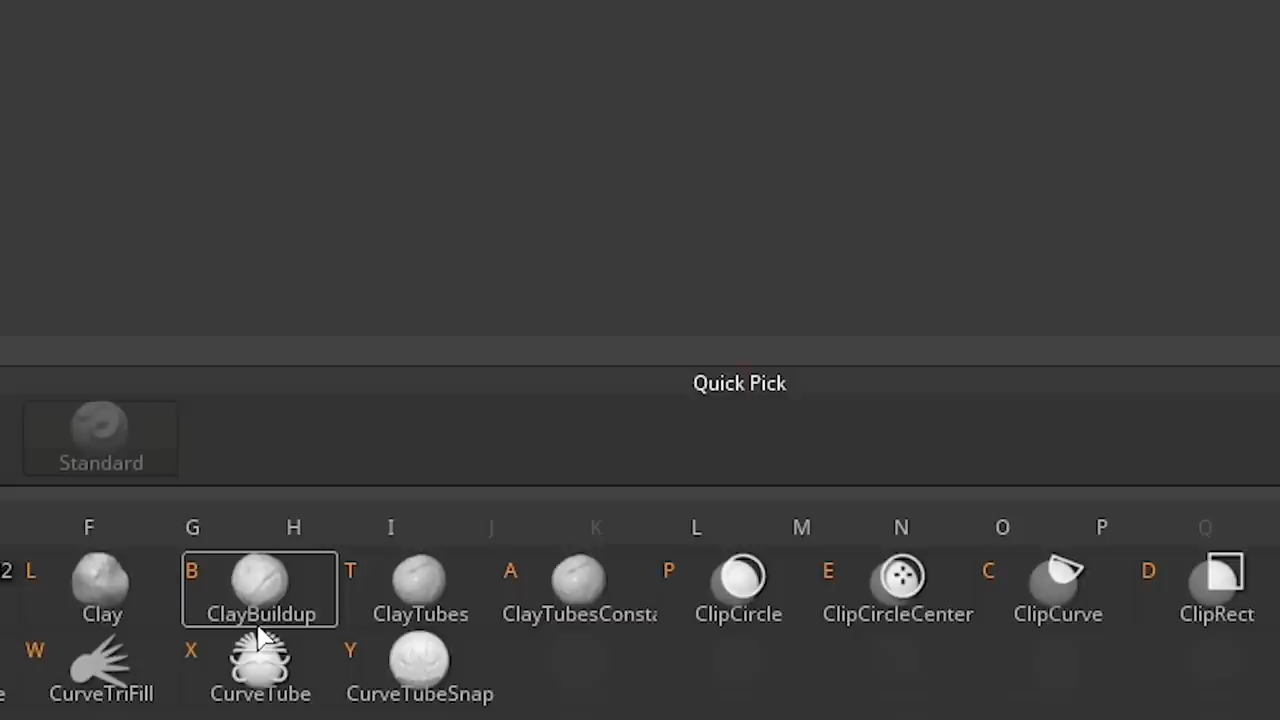 Quick Pick
Standard
F G H I J K L M N O P Q
2 L B T A P E C D
Clay ClayBuildup ClayTubes ClayTubesConsta ClipCircle ClipCircleCenter ClipCurve ClipRect
W X Y
e CurveTriFill CurveTube CurveTubeSnap